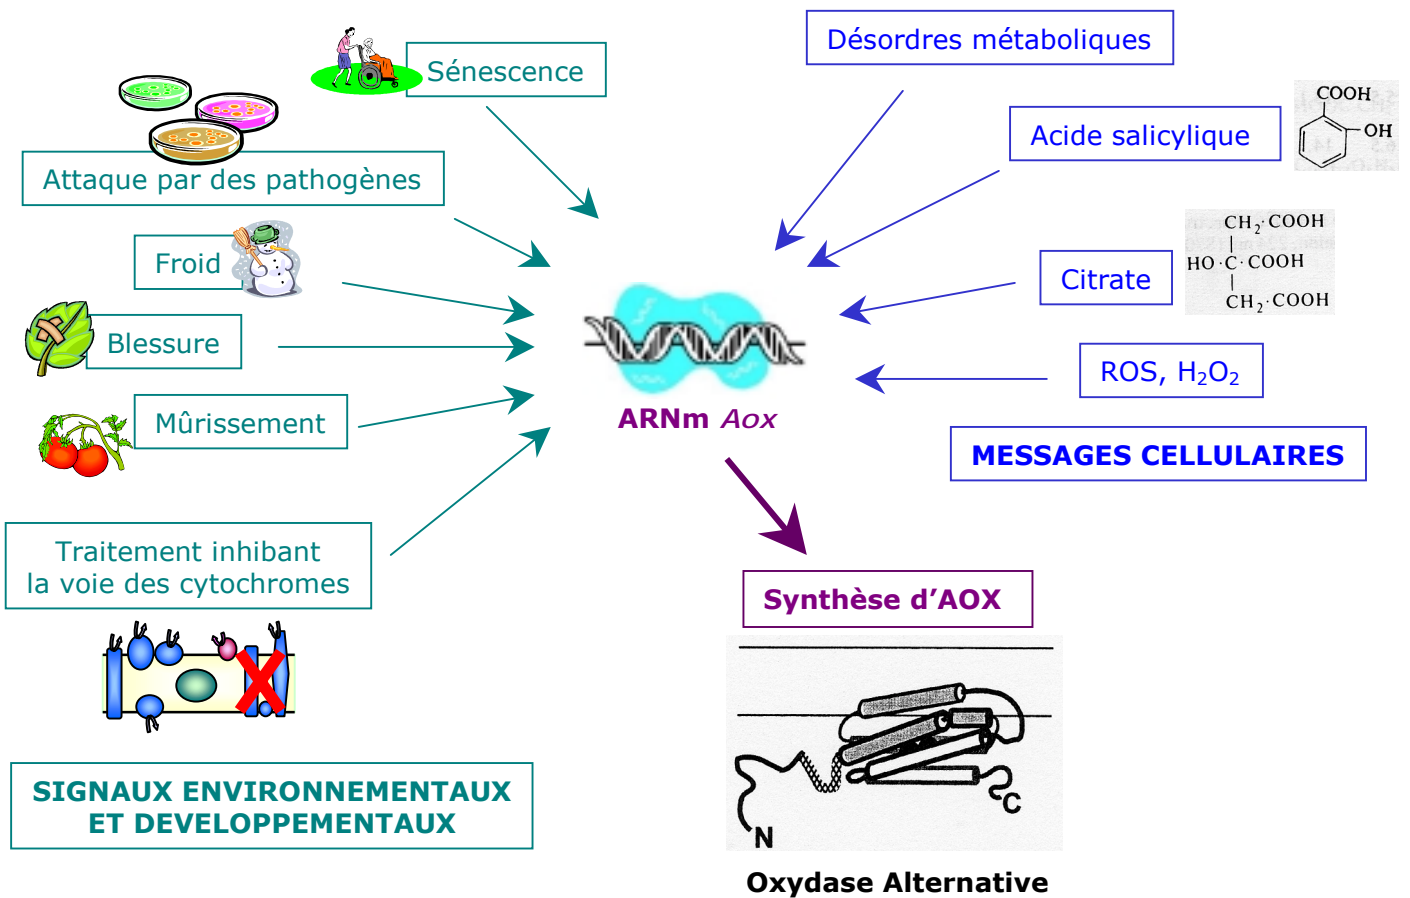 Sénescence
Attaque par des pathogènes
Froid
Blessure
Mûrissement
Traitement inhibant
la voie des cytochromes
SIGNAUX ENVIRONNEMENTAUX
ET DEVELOPPEMENTAUX
Désordres métaboliques
Acide salicylique
COOH
OH
Citrate
CH₂·COOH
HO·C·COOH
CH₂·COOH
ROS, H₂O₂
MESSAGES CELLULAIRES
ARNm Aox
Synthèse d'AOX
N
C
Oxydase Alternative